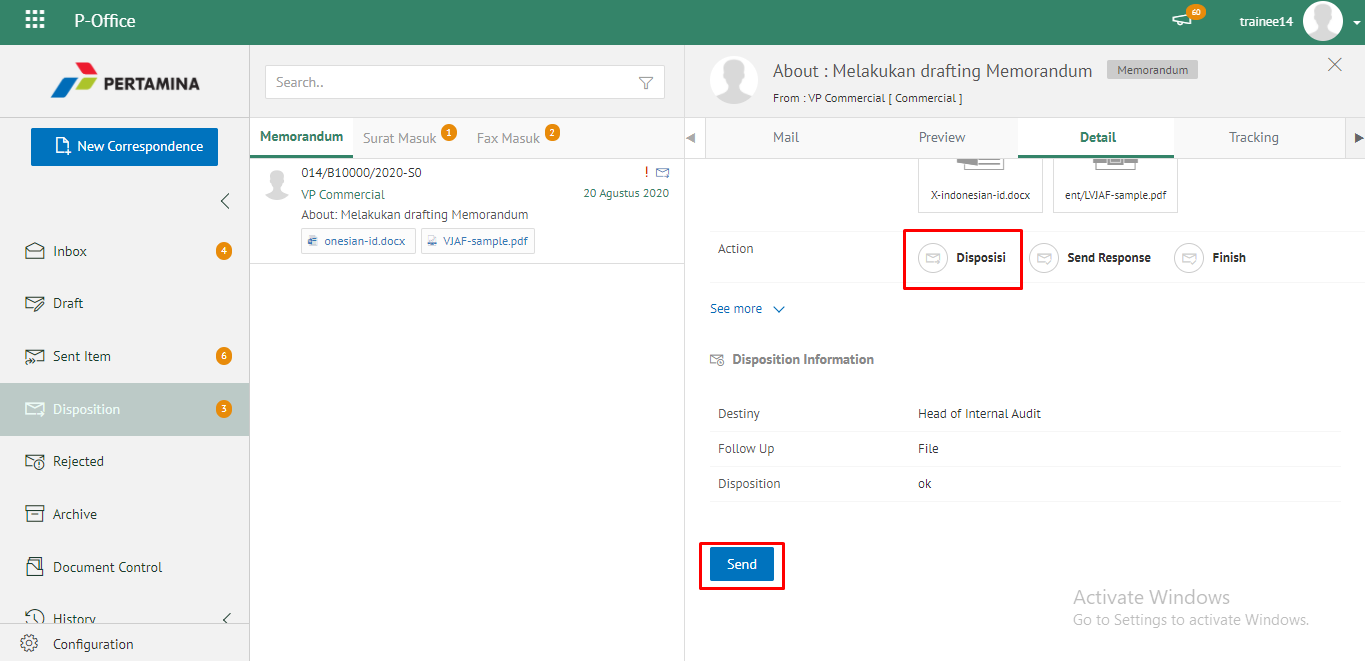 P-Office
60
trainee14
PERTAMINA
New Correspondence
Inbox
4
Draft
Sent Item
6
Disposition
3
Rejected
Archive
Document Control
History
Configuration
Search..
Memorandum
Surat Masuk
1
Fax Masuk
2
014/B10000/2020-S0
!
VP Commercial
20 Agustus 2020
About: Melakukan drafting Memorandum
onesian-id.docx
VJAF-sample.pdf
About : Melakukan drafting Memorandum
Memorandum
From : VP Commercial [ Commercial ]
Mail
Preview
Detail
Tracking
X-indonesian-id.docx
ent/LVJAF-sample.pdf
Action
Disposisi
Send Response
Finish
See more
Disposition Information
Destiny
Head of Internal Audit
Follow Up
File
Disposition
ok
Send
Activate Windows
Go to Settings to activate Windows.